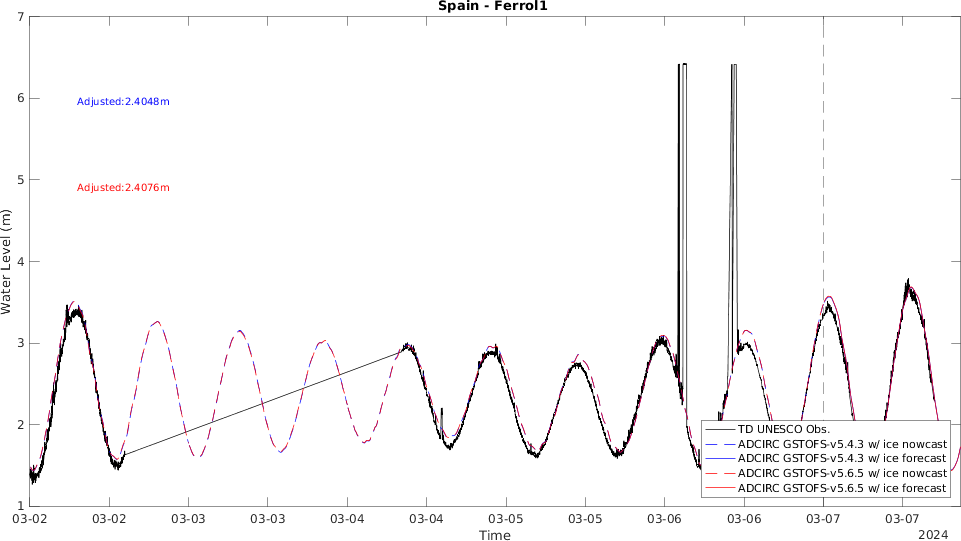 Spain - Ferrol1
7
6
5
4
3
2
1
Water Level (m)
Adjusted:2.4048m
Adjusted:2.4076m
TD UNESCO Obs.
ADCIRC GSTOFS-v5.4.3 w/ ice nowcast
ADCIRC GSTOFS-v5.4.3 w/ ice forecast
ADCIRC GSTOFS-v5.6.5 w/ ice nowcast
ADCIRC GSTOFS-v5.6.5 w/ ice forecast
03-02 03-02 03-03 03-03 03-04 03-04 03-05 03-05 03-06 03-06 03-07 03-07
Time
2024